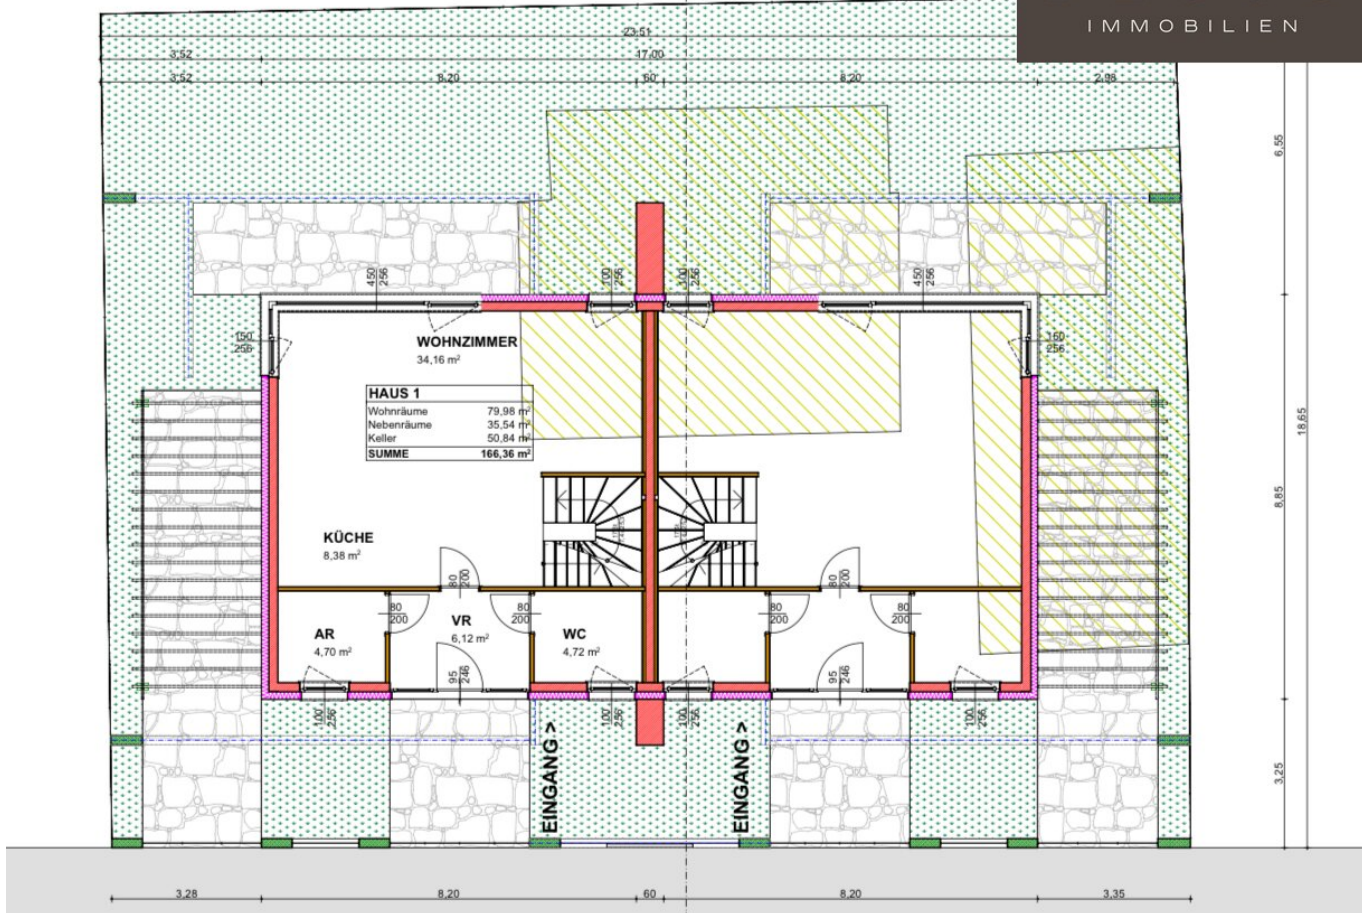 IMMOBILIEN
23,51
3,52 17,00
3,52 8,20 60 8,20 2,98
6,55
450 256
100 256
100 256
450 256
150 256
150 256
WOHNZIMMER
34,16 m²
HAUS 1
Wohnräume 79,98 m²
Nebenräume 35,54 m²
Keller 50,84 m²
SUMME 166,36 m²
18,65
8,85
KÜCHE
8,38 m²
80 200
80 200
80 200
80 200
80 200
80 200
AR
4,70 m²
VR
6,12 m²
WC
4,72 m²
95 246
95 246
100 256
100 256
100 256
100 256
EINGANG >
EINGANG >
3,25
3,28 8,20 60 8,20 3,35